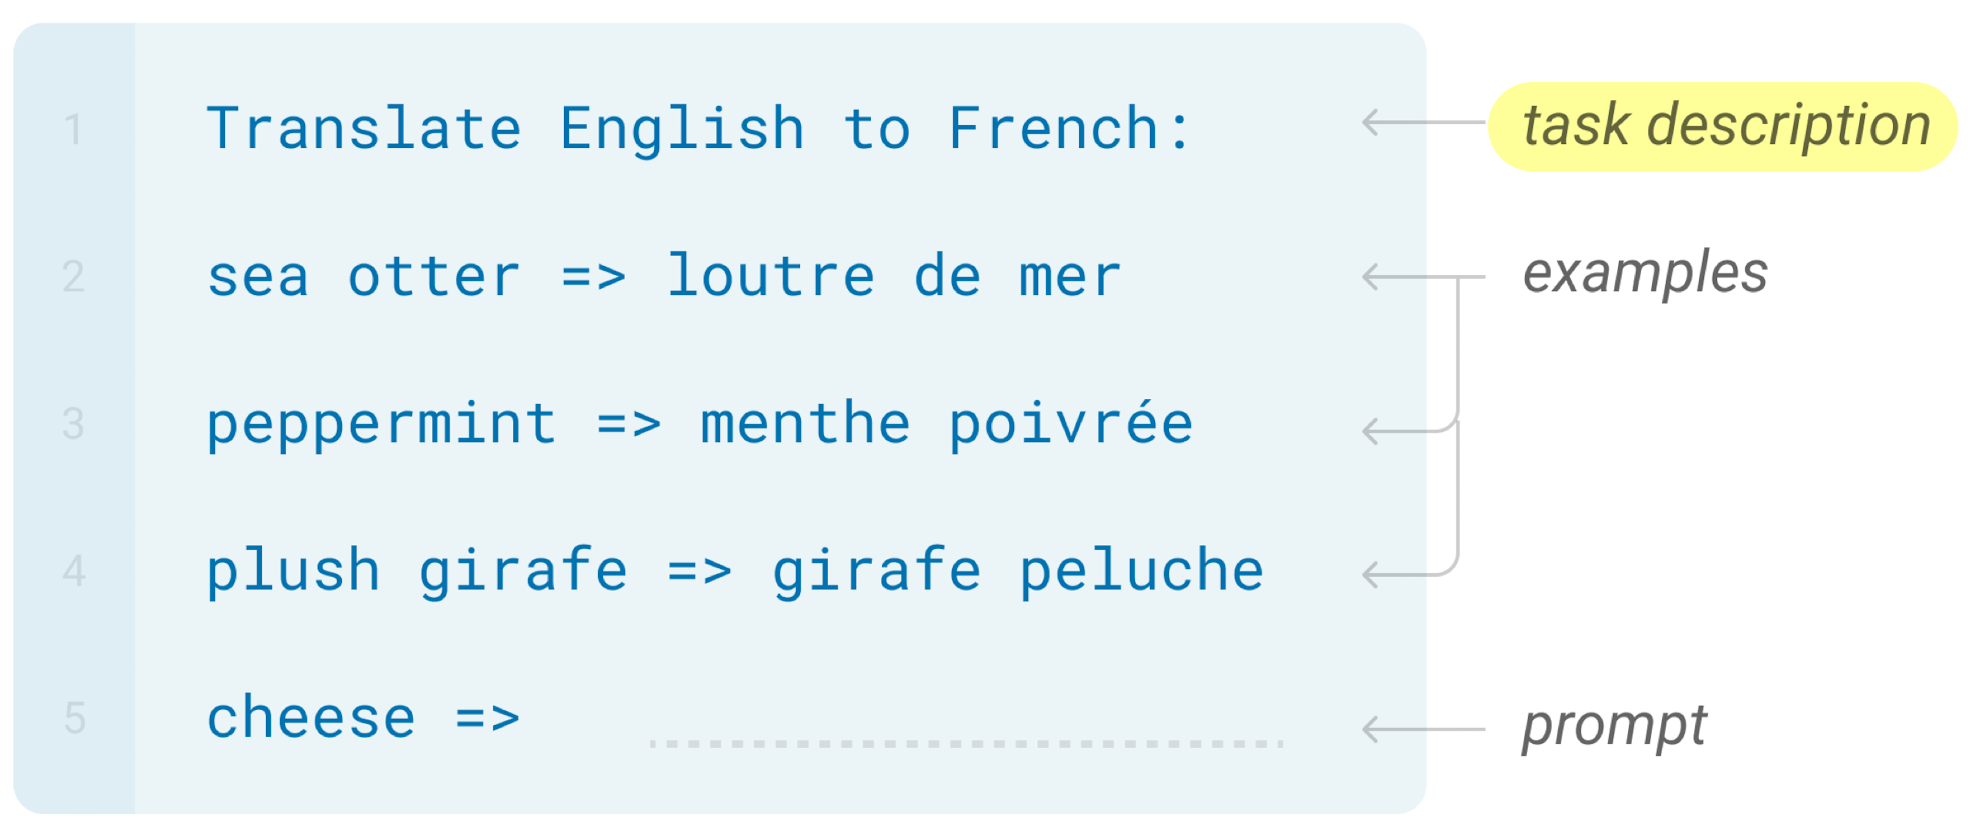 1 Translate English to French: task description
2 sea otter => loutre de mer examples
3 peppermint => menthe poivrée
4 plush girafe => girafe peluche
5 cheese => prompt